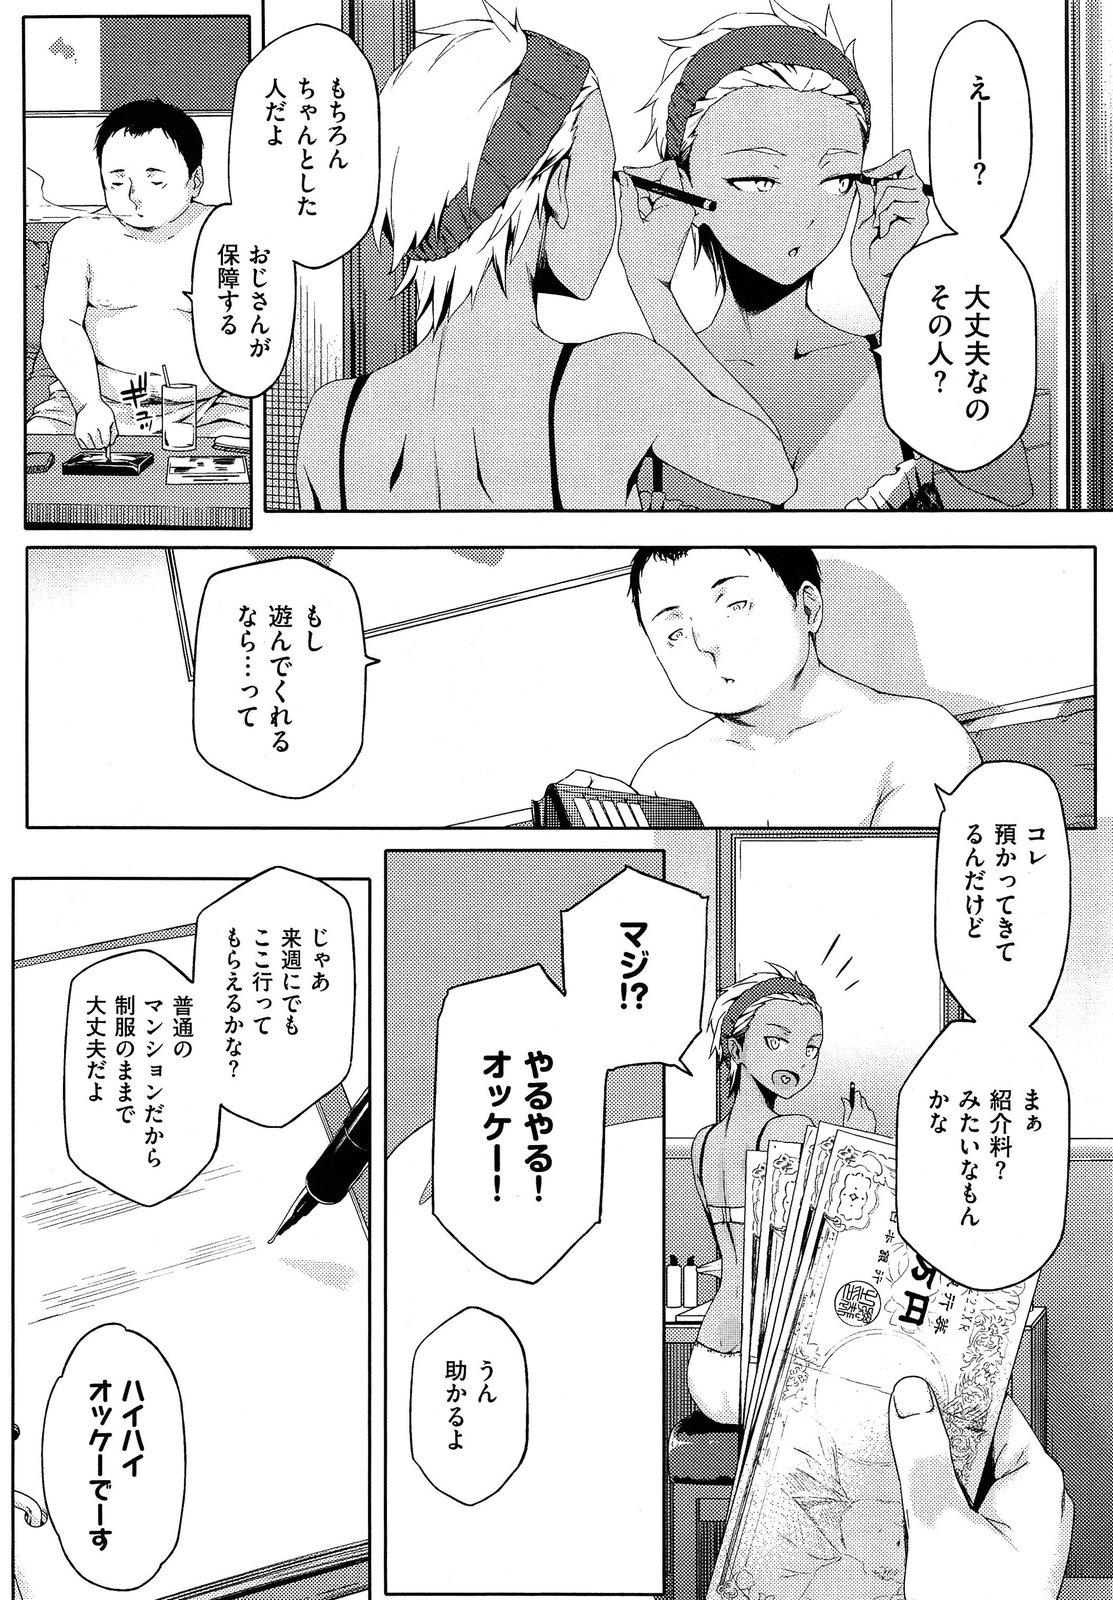 えー？
大丈夫なの
その人？
もちろん
ちゃんとした
人だよ
おじさんが
保障する
ギュッ
もし
遊んでくれる
なら…って
コレ
預かってきて
るんだけど
まぁ
紹介料？
みたいなもん
かな
マジ!?
やるやる！
オッケー！
うん
助かるよ
じゃあ
来週にでも
ここ行って
もらえるかな？
普通の
マンションだから
制服のままで
大丈夫だよ
ハイハイ
オッケーでーす